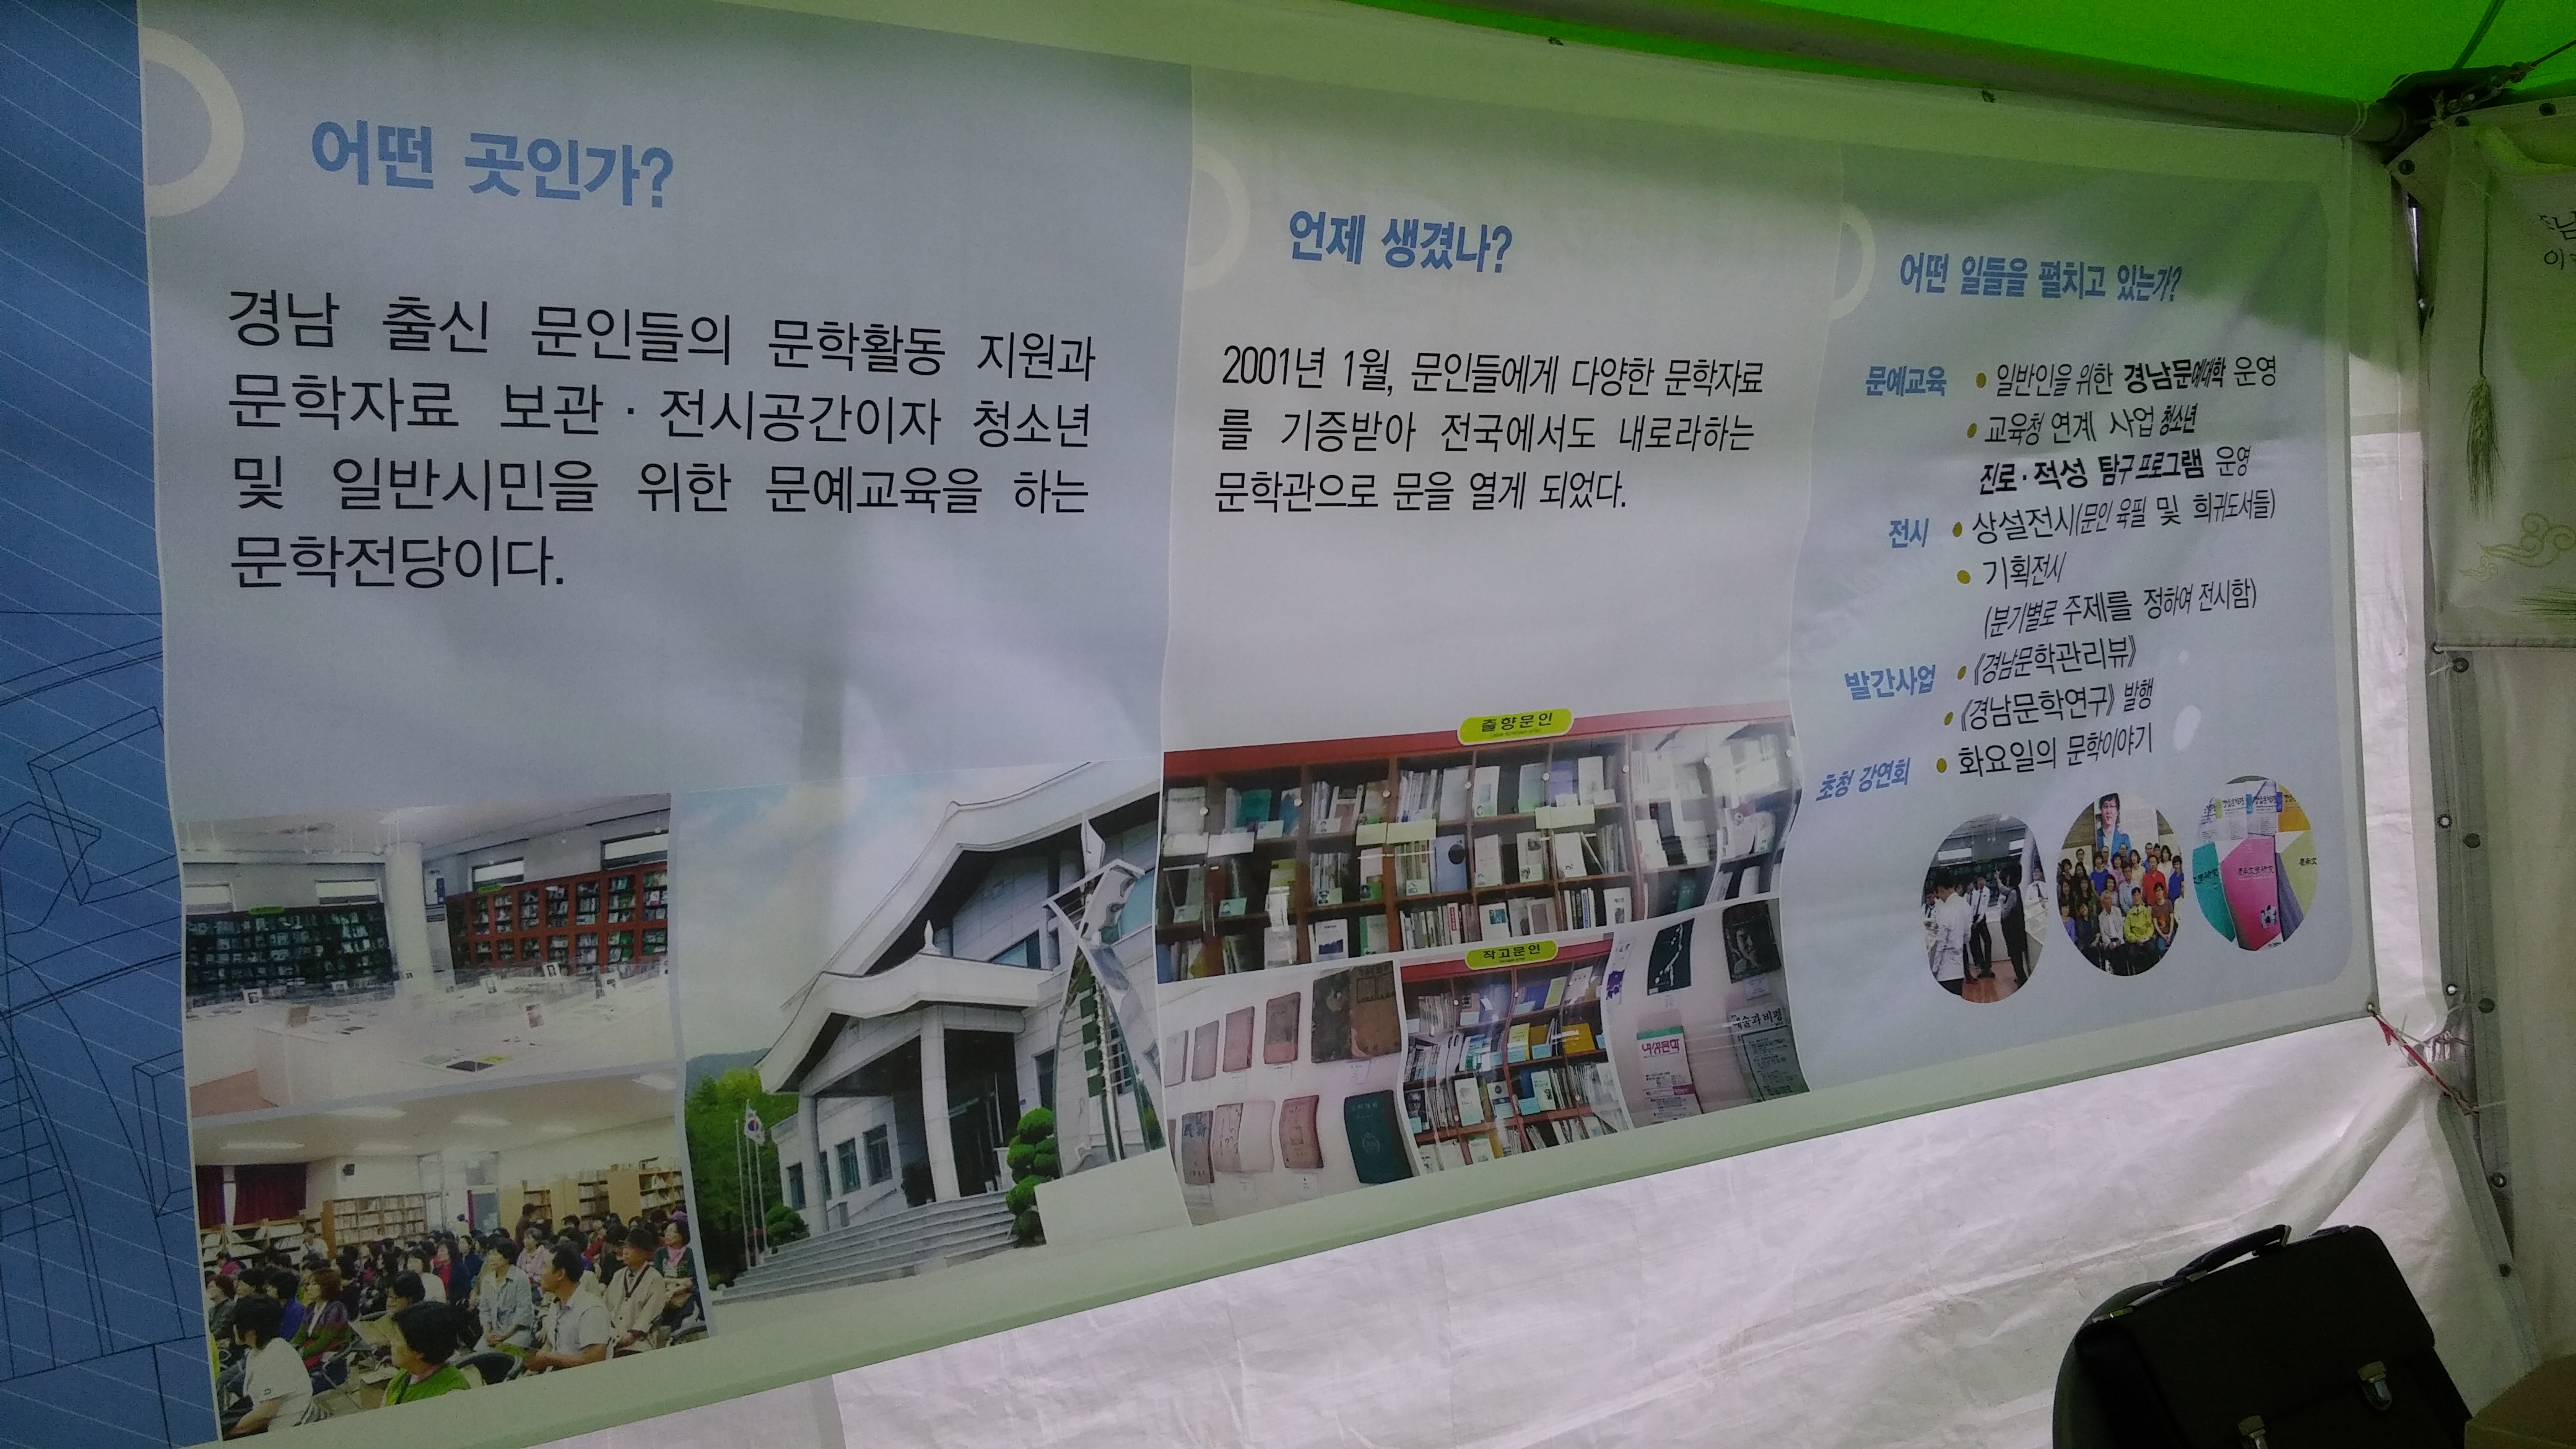 어떤 곳인가?
경남 출신 문인들의 문학활동 지원과
문학자료 보관 · 전시공간이자 청소년
및 일반시민을 위한 문예교육을 하는
문학전당이다.
언제 생겼나?
2001년 1월, 문인들에게 다양한 문학자료
를 기증받아 전국에서도 내로라하는
문학관으로 문을 열게 되었다.
출향문인
작고문인
여성문학
예술과 비평
어떤 일들을 펼치고 있는가?
문예교육 • 일반인을 위한 경남문예대학 운영
• 교육청 연계 사업 청소년
진로 · 적성 탐구 프로그램 운영
전시 • 상설전시(문인 육필 및 희귀도서들)
• 기획전시
(분기별로 주제를 정하여 전시함)
발간사업 • 《경남문학관리뷰》
• 《경남문학연구》 발행
초청 강연회 • 화요일의 문학이야기